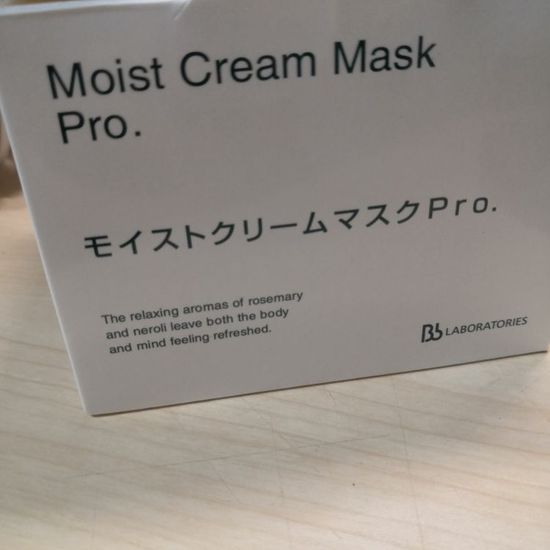 Moist Cream Mask
Pro.
モイストクリームマスクPro.
The relaxing aromas of rosemary
and neroli leave both the body
and mind feeling refreshed.
Bb LABORATORIES